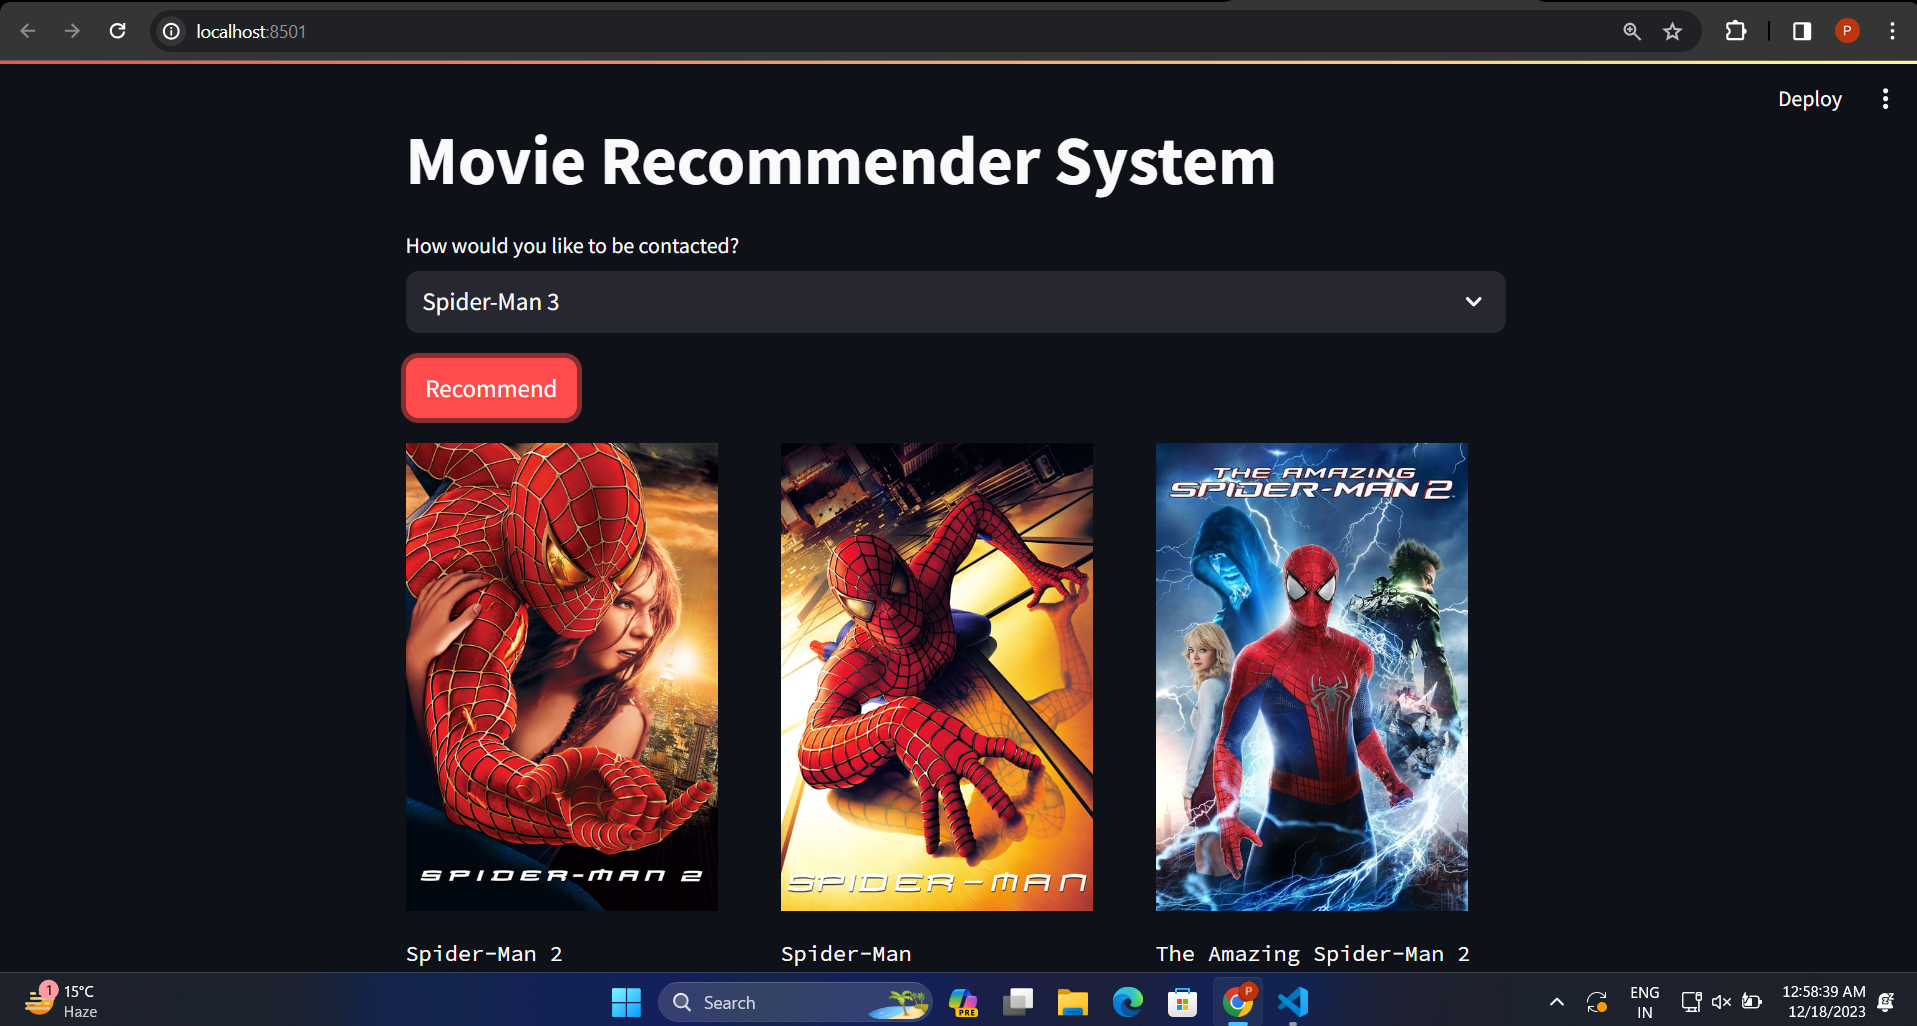 localhost:8501
P
Deploy
Movie Recommender System
How would you like to be contacted?
Spider-Man 3
Recommend
SPIDER-MAN 2
SPIDER-MAN
THE AMAZING
SPIDER-MAN 2
Spider-Man 2
Spider-Man
The Amazing Spider-Man 2
1
15°C
Haze
Search
PRE
P
ENG
IN
12:58:39 AM
12/18/2023